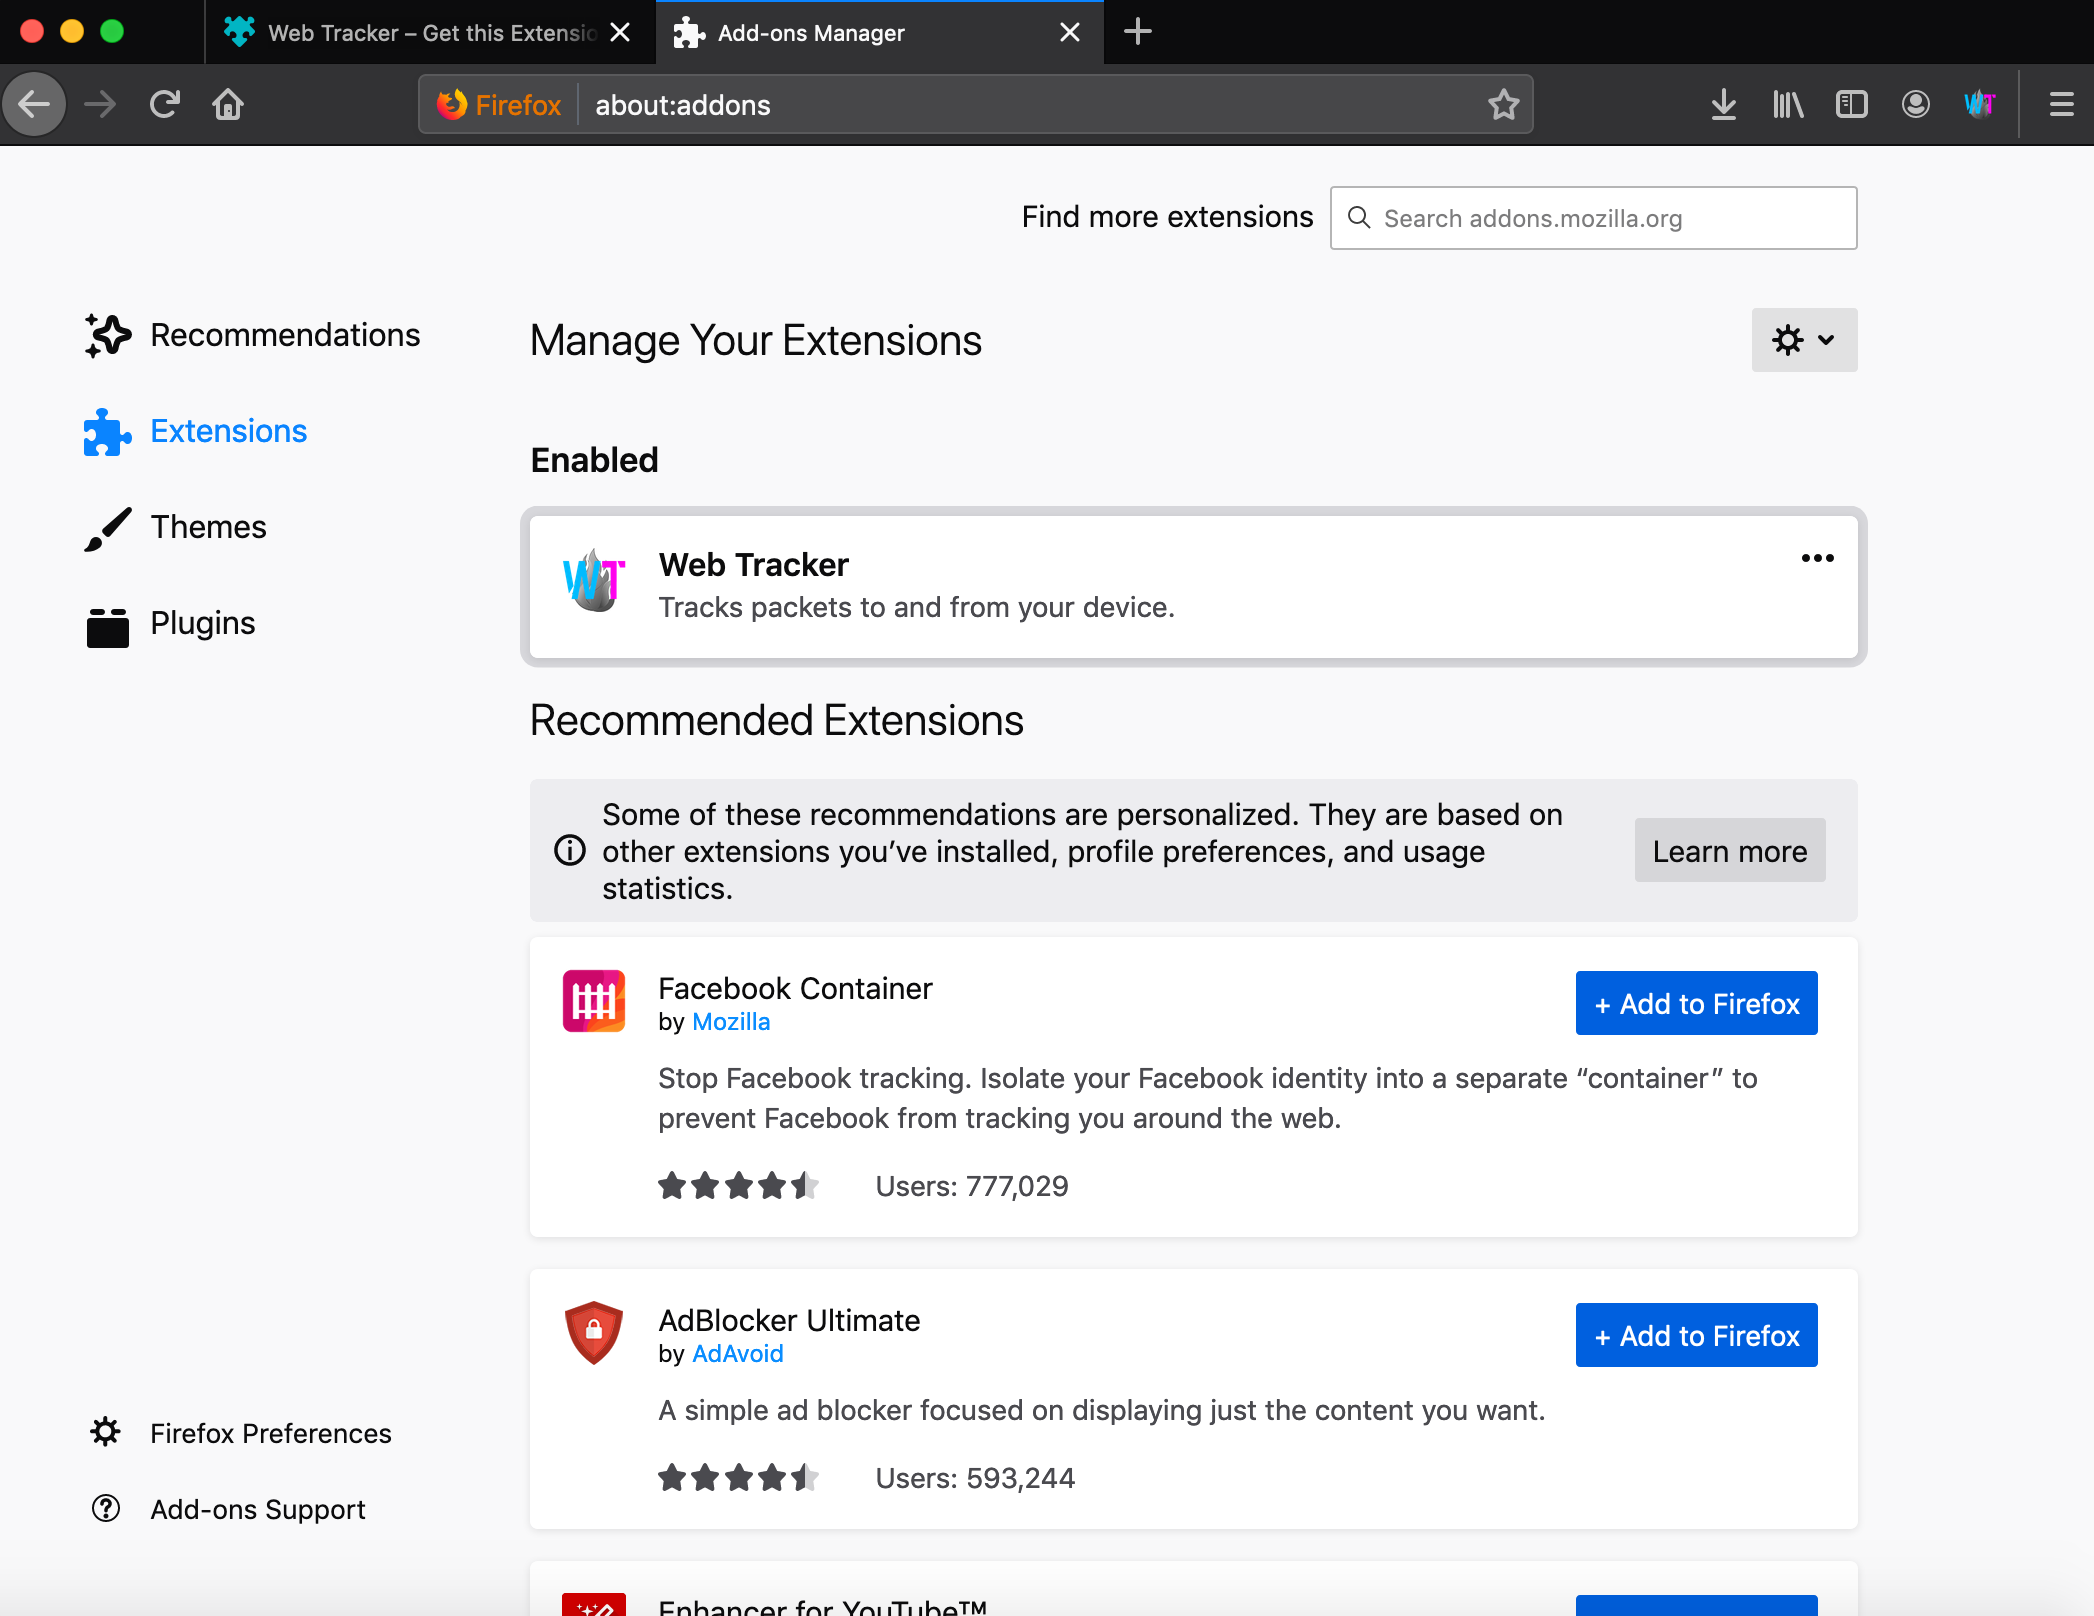 Web Tracker – Get this Extensio
Add-ons Manager
Firefox
about:addons
WT
Find more extensions
Search addons.mozilla.org
Recommendations
Extensions
Themes
Plugins
Manage Your Extensions
Enabled
WT
Web Tracker
Tracks packets to and from your device.
Recommended Extensions
Some of these recommendations are personalized. They are based on
other extensions you’ve installed, profile preferences, and usage
statistics.
Learn more
Facebook Container
by Mozilla
+ Add to Firefox
Stop Facebook tracking. Isolate your Facebook identity into a separate “container” to
prevent Facebook from tracking you around the web.
Users: 777,029
AdBlocker Ultimate
by AdAvoid
+ Add to Firefox
A simple ad blocker focused on displaying just the content you want.
Users: 593,244
Firefox Preferences
Add-ons Support
Enhancer for YouTube™